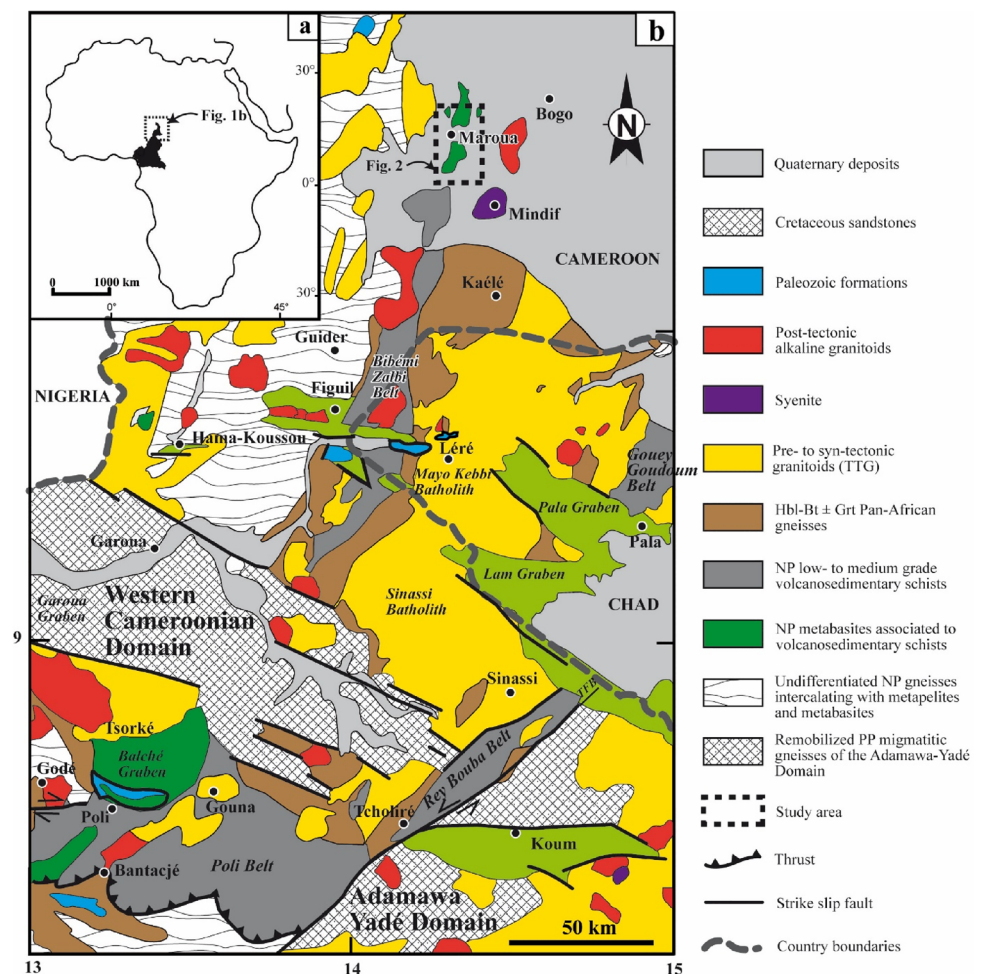 a
b
Fig. 1b
0 1000 km
0°
45°
30°
0°
30°
N
Bogo
Maroua
Fig. 2
Mindif
CAMEROON
Kaélé
Guider
Bibémi
Zalbi
Belt
NIGERIA
Figuil
Hama-Koussou
Léré
Mayo Kebbi
Batholith
Gouey
Goudoum
Belt
Pala Graben
Pala
Garoua
Lam Graben
Garoua
Graben
Western
Cameroonian
Domain
Sinassi
Batholith
CHAD
9
Sinassi
TFB
Tsorké
Balché
Graben
Rey Bouba Belt
Godé
Gouna
Tcholiré
Poli
Koum
Bantacjé
Poli Belt
Adamawa
Yadé Domain
50 km
13
14
15
Quaternary deposits
Cretaceous sandstones
Paleozoic formations
Post-tectonic
alkaline granitoids
Syenite
Pre- to syn-tectonic
granitoids (TTG)
Hbl-Bt ± Grt Pan-African
gneisses
NP low- to medium grade
volcanosedimentary schists
NP metabasites associated to
volcanosedimentary schists
Undifferentiated NP gneisses
intercalating with metapelites
and metabasites
Remobilized PP migmatitic
gneisses of the Adamawa-Yadé
Domain
Study area
Thrust
Strike slip fault
Country boundaries